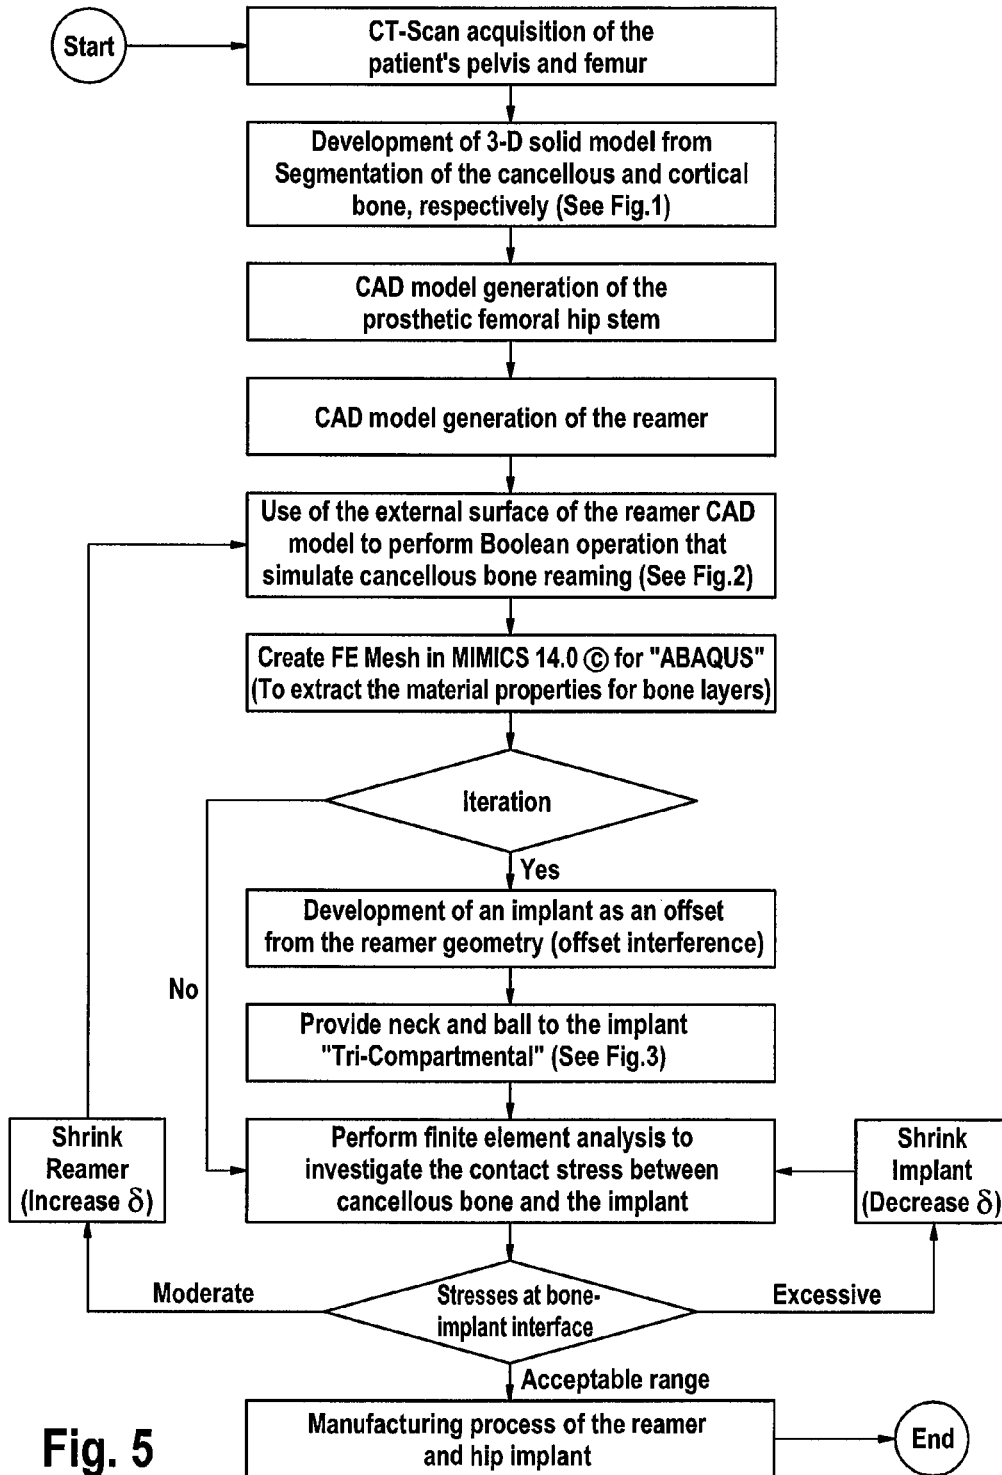 Start
CT-Scan acquisition of the
patient's pelvis and femur
Development of 3-D solid model from
Segmentation of the cancellous and cortical
bone, respectively (See Fig.1)
CAD model generation of the
prosthetic femoral hip stem
CAD model generation of the reamer
Use of the external surface of the reamer CAD
model to perform Boolean operation that
simulate cancellous bone reaming (See Fig.2)
Create FE Mesh in MIMICS 14.0 © for "ABAQUS"
(To extract the material properties for bone layers)
Iteration
Yes
Development of an implant as an offset
from the reamer geometry (offset interference)
No
Provide neck and ball to the implant
"Tri-Compartmental" (See Fig.3)
Shrink
Reamer
(Increase δ)
Perform finite element analysis to
investigate the contact stress between
cancellous bone and the implant
Shrink
Implant
(Decrease δ)
Moderate
Stresses at bone-
implant interface
Excessive
Acceptable range
Manufacturing process of the reamer
and hip implant
End
Fig. 5